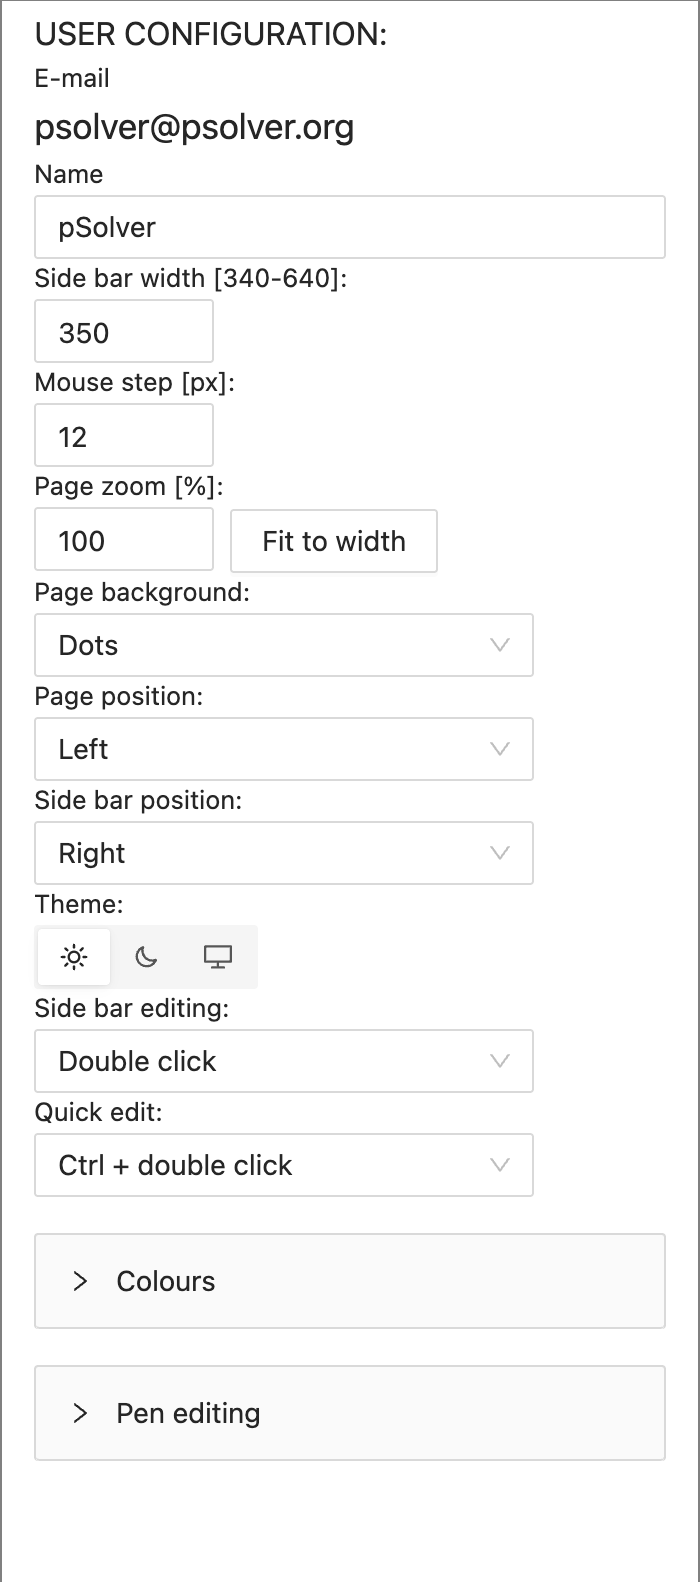 USER CONFIGURATION:
E-mail
psolver@psolver.org
Name
pSolver
Side bar width [340-640]:
350
Mouse step [px]:
12
Page zoom [%]:
100 Fit to width
Page background:
Dots
Page position:
Left
Side bar position:
Right
Theme:
Side bar editing:
Double click
Quick edit:
Ctrl + double click
Colours
Pen editing